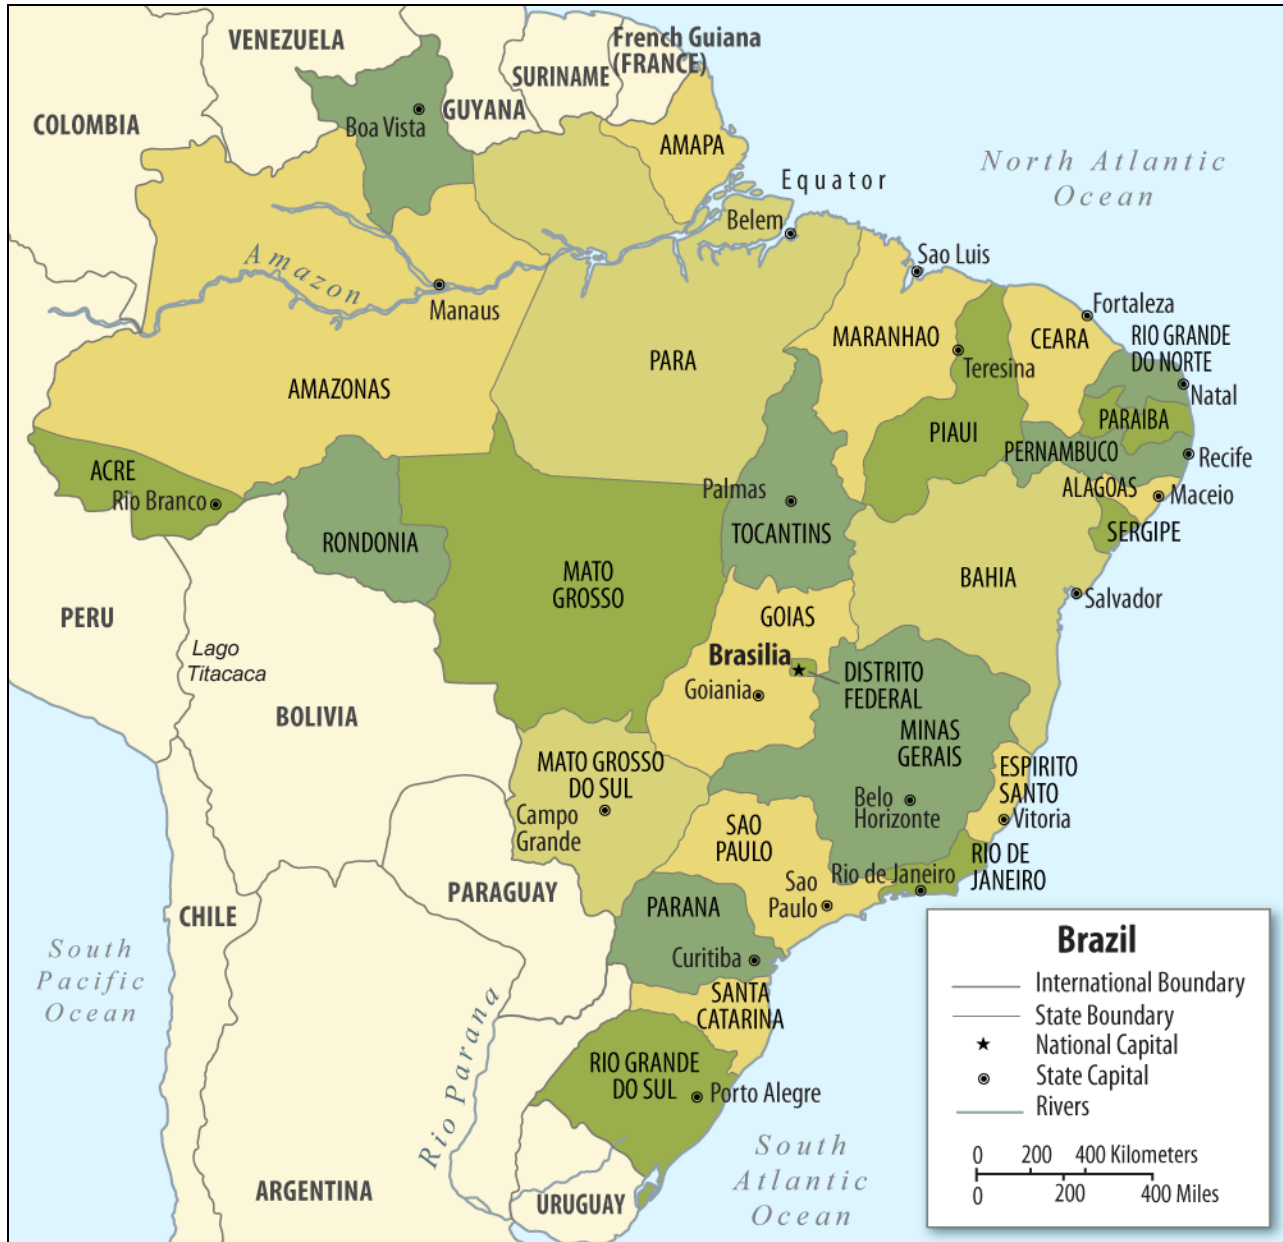 VENEZUELA
French Guiana
(FRANCE)
SURINAME
GUYANA
COLOMBIA
Boa Vista
AMAPA
North Atlantic
Ocean
Equator
Belem
Amazon
Manaus
Sao Luis
Fortaleza
MARANHAO
CEARA
RIO GRANDE
DO NORTE
PARA
Teresina
Natal
AMAZONAS
PARAIBA
PIAUI
PERNAMBUCO
Recife
ACRE
Rio Branco
Palmas
ALAGOAS
Maceio
RONDONIA
TOCANTINS
SERGIPE
MATO
GROSSO
BAHIA
Salvador
PERU
GOIAS
Lago
Titacaca
Brasilia
DISTRITO
FEDERAL
Goiania
BOLIVIA
MINAS
GERAIS
MATO GROSSO
DO SUL
ESPIRITO
SANTO
Campo
Grande
Belo
Horizonte
Vitoria
SAO
PAULO
RIO DE
JANEIRO
Rio de Janeiro
PARAGUAY
Sao
Paulo
CHILE
PARANA
South
Pacific
Ocean
Curitiba
SANTA
CATARINA
Rio Parana
RIO GRANDE
DO SUL
Porto Alegre
South
Atlantic
Ocean
ARGENTINA
URUGUAY
Brazil
International Boundary
State Boundary
National Capital
State Capital
Rivers
0 200 400 Kilometers
0 200 400 Miles